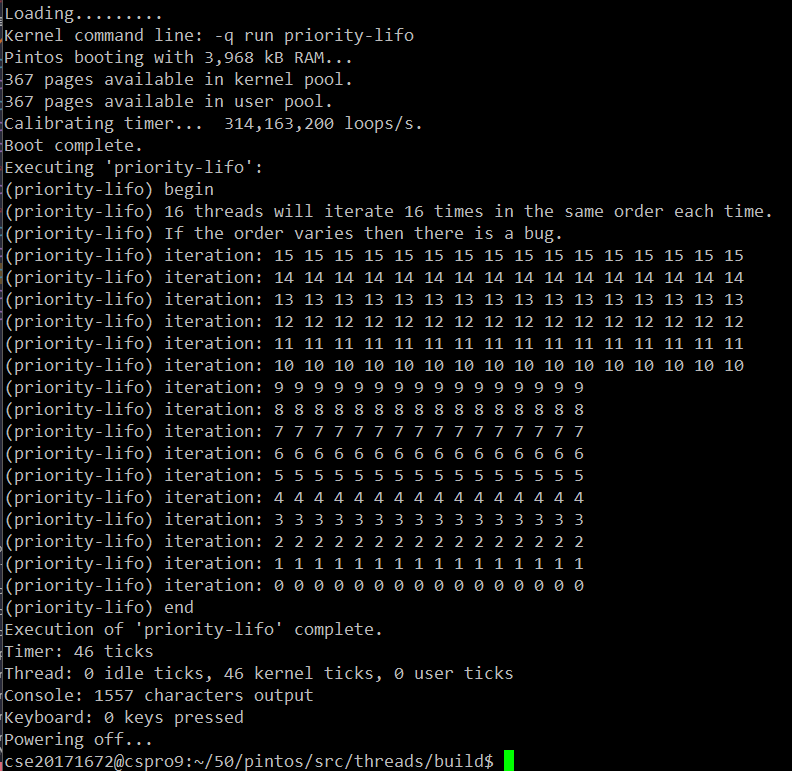 Loading.........
Kernel command line: -q run priority-lifo
Pintos booting with 3,968 kB RAM...
367 pages available in kernel pool.
367 pages available in user pool.
Calibrating timer...  314,163,200 loops/s.
Boot complete.
Executing 'priority-lifo':
(priority-lifo) begin
(priority-lifo) 16 threads will iterate 16 times in the same order each time.
(priority-lifo) If the order varies then there is a bug.
(priority-lifo) iteration: 15 15 15 15 15 15 15 15 15 15 15 15 15 15 15 15
(priority-lifo) iteration: 14 14 14 14 14 14 14 14 14 14 14 14 14 14 14 14
(priority-lifo) iteration: 13 13 13 13 13 13 13 13 13 13 13 13 13 13 13 13
(priority-lifo) iteration: 12 12 12 12 12 12 12 12 12 12 12 12 12 12 12 12
(priority-lifo) iteration: 11 11 11 11 11 11 11 11 11 11 11 11 11 11 11 11
(priority-lifo) iteration: 10 10 10 10 10 10 10 10 10 10 10 10 10 10 10 10
(priority-lifo) iteration: 9 9 9 9 9 9 9 9 9 9 9 9 9 9 9 9
(priority-lifo) iteration: 8 8 8 8 8 8 8 8 8 8 8 8 8 8 8 8
(priority-lifo) iteration: 7 7 7 7 7 7 7 7 7 7 7 7 7 7 7 7
(priority-lifo) iteration: 6 6 6 6 6 6 6 6 6 6 6 6 6 6 6 6
(priority-lifo) iteration: 5 5 5 5 5 5 5 5 5 5 5 5 5 5 5 5
(priority-lifo) iteration: 4 4 4 4 4 4 4 4 4 4 4 4 4 4 4 4
(priority-lifo) iteration: 3 3 3 3 3 3 3 3 3 3 3 3 3 3 3 3
(priority-lifo) iteration: 2 2 2 2 2 2 2 2 2 2 2 2 2 2 2 2
(priority-lifo) iteration: 1 1 1 1 1 1 1 1 1 1 1 1 1 1 1 1
(priority-lifo) iteration: 0 0 0 0 0 0 0 0 0 0 0 0 0 0 0 0
(priority-lifo) end
Execution of 'priority-lifo' complete.
Timer: 46 ticks
Thread: 0 idle ticks, 46 kernel ticks, 0 user ticks
Console: 1557 characters output
Keyboard: 0 keys pressed
Powering off...
cse20171672@cspro9:~/50/pintos/src/threads/build$